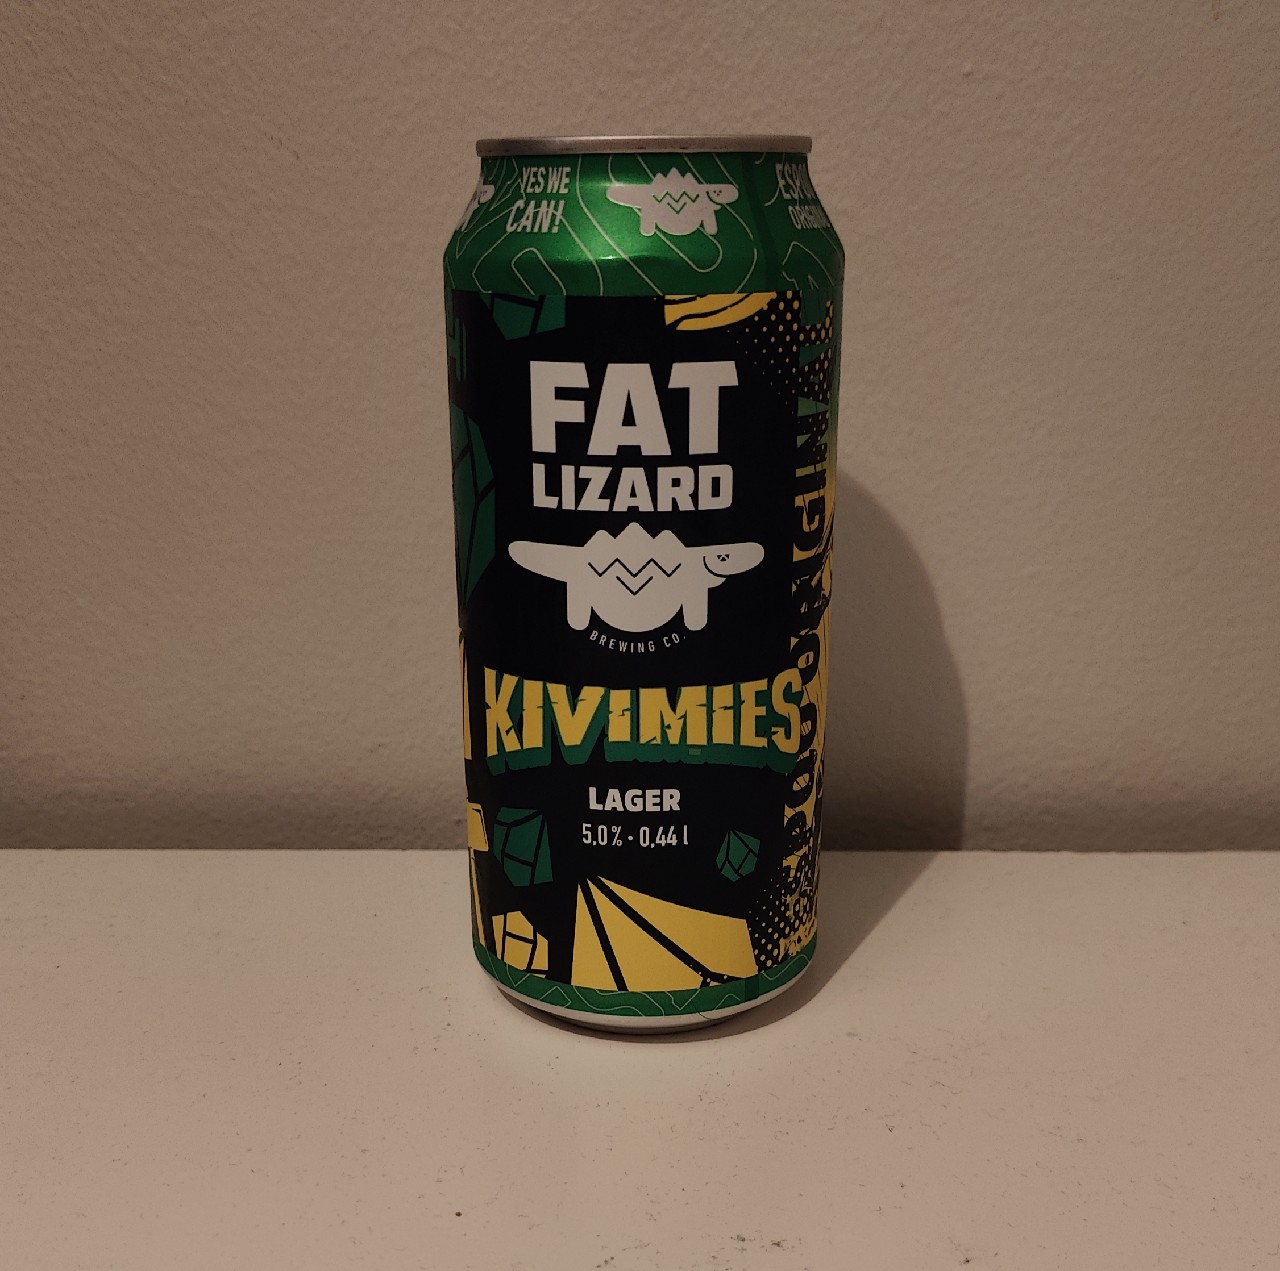 YES WE
CAN!
FAT
LIZARD
BREWING CO.
KIVIMIES
LAGER
5,0% · 0,44 l